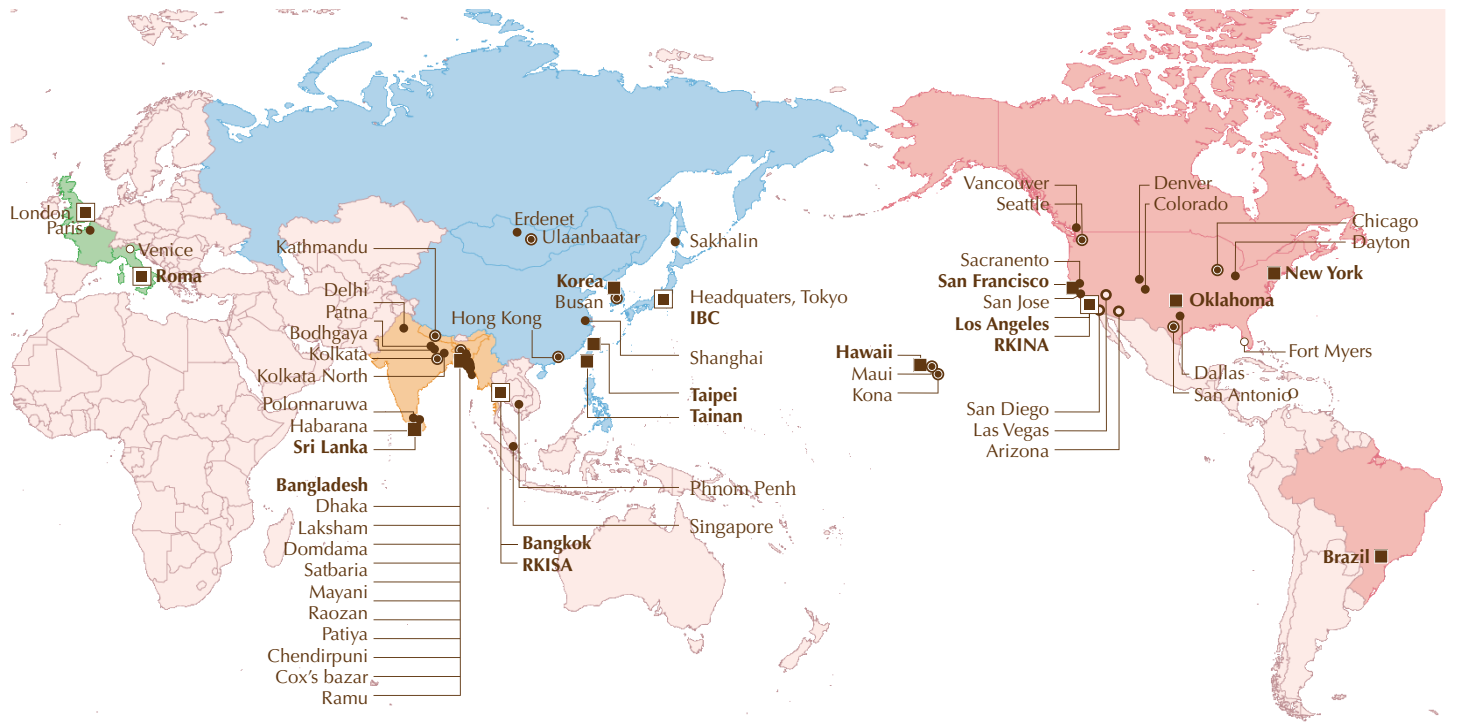 London
Paris
Venice
Roma
Kathmandu
Delhi
Patna
Bodhgaya
Kolkata
Kolkata North
Polonnaruwa
Habarana
Sri Lanka
Bangladesh
Dhaka
Laksham
Domdama
Satbaria
Mayani
Raozan
Patiya
Chendirpuni
Cox's bazar
Ramu
Erdenet
Ulaanbaatar
Sakhalin
Korea
Busan
Hong Kong
Headquaters, Tokyo
IBC
Shanghai
Taipei
Tainan
Phnom Penh
Singapore
Bangkok
RKISA
Hawaii
Maui
Kona
Vancouver
Seattle
Sacranento
San Francisco
San Jose
Los Angeles
RKINA
San Diego
Las Vegas
Arizona
Denver
Colorado
Chicago
Dayton
New York
Oklahoma
Fort Myers
Dallas
San Antonio
Brazil